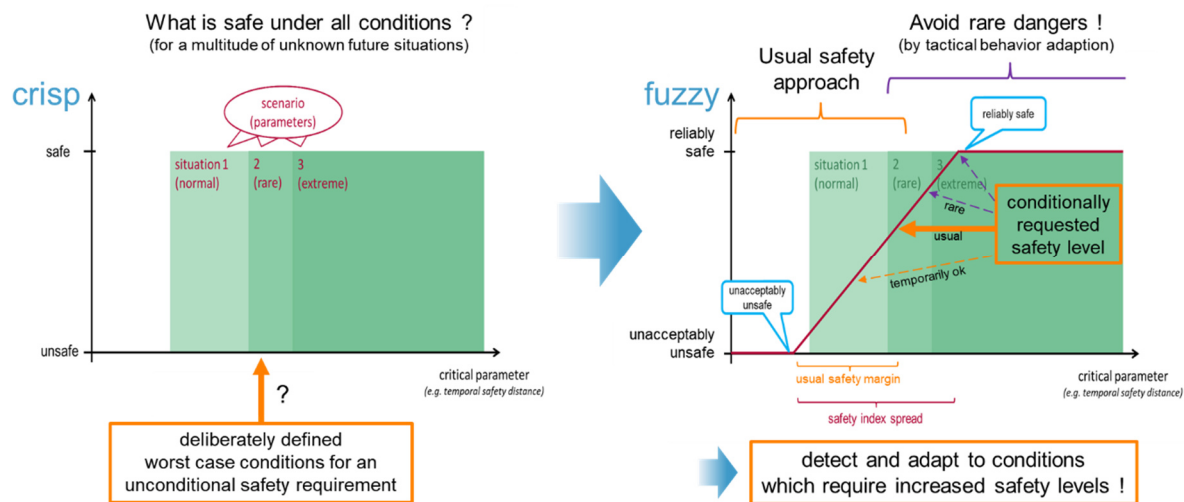 What is safe under all conditions ?
(for a multitude of unknown future situations)
crisp
scenario
(parameters)
safe
situation 1
(normal)
2
(rare)
3
(extreme)
unsafe
critical parameter
(e.g. temporal safety distance)
?
deliberately defined
worst case conditions for an
unconditional safety requirement
Avoid rare dangers !
(by tactical behavior adaption)
Usual safety
approach
fuzzy
reliably safe
reliably
safe
situation 1
(normal)
2
(rare)
3
(extreme)
conditionally
requested
safety level
rare
usual
temporarily ok
unacceptably
unsafe
unacceptably
unsafe
usual safety margin
critical parameter
(e.g. temporal safety distance)
safety index spread
detect and adapt to conditions
which require increased safety levels !